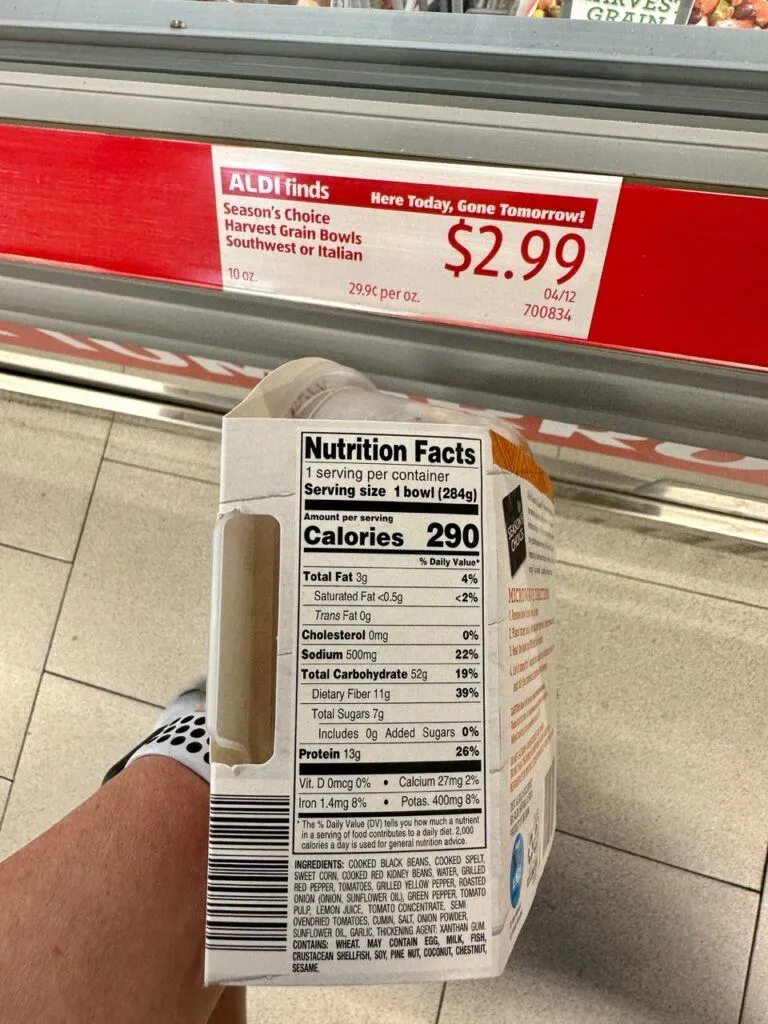 GRAIN
ALDI finds
Here Today, Gone Tomorrow!
Season's Choice
Harvest Grain Bowls
Southwest or Italian
$2.99
10 oz.
29.9¢ per oz.
04/12
700834
Nutrition Facts
1 serving per container
Serving size 1 bowl (284g)
Amount per serving
Calories 290
% Daily Value*
Total Fat 3g 4%
Saturated Fat <0.5g <2%
Trans Fat 0g
Cholesterol 0mg 0%
Sodium 500mg 22%
Total Carbohydrate 52g 19%
Dietary Fiber 11g 39%
Total Sugars 7g
Includes 0g Added Sugars 0%
Protein 13g 26%
Vit. D 0mcg 0% • Calcium 27mg 2%
Iron 1.4mg 8% • Potas. 400mg 8%
* The % Daily Value (DV) tells you how much a nutrient
in a serving of food contributes to a daily diet. 2,000
calories a day is used for general nutrition advice.
INGREDIENTS: COOKED BLACK BEANS, COOKED SPELT,
SWEET CORN, COOKED RED KIDNEY BEANS, WATER, GRILLED
RED PEPPER, TOMATOES, GRILLED YELLOW PEPPER, ROASTED
ONION (ONION, SUNFLOWER OIL), GREEN PEPPER, TOMATO
PULP, LEMON JUICE, TOMATO CONCENTRATE, SEMI
OVENDRIED TOMATOES, CUMIN, SALT, ONION POWDER,
SUNFLOWER OIL, GARLIC, THICKENING AGENT: XANTHAN GUM.
CONTAINS: WHEAT. MAY CONTAIN EGG, MILK, FISH,
CRUSTACEAN SHELLFISH, SOY, PINE NUT, COCONUT, CHESTNUT,
SESAME.
SEASON'S
CHOICE